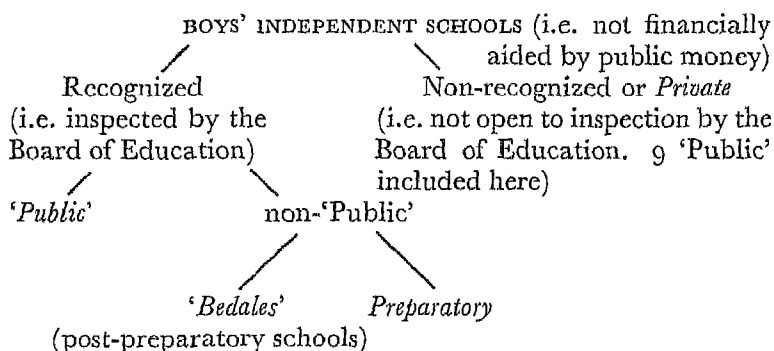 BOYS' INDEPENDENT SCHOOLS (i.e. not financially
aided by public money)
Recognized
(i.e. inspected by the
Board of Education)
Non-recognized or Private
(i.e. not open to inspection by the
Board of Education. 9 'Public'
included here)
'Public'
non-'Public'
'Bedales'
(post-preparatory schools)
Preparatory